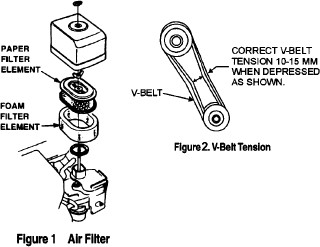 PAPER
FILTER
ELEMENT
FOAM
FILTER
ELEMENT
Figure 1 Air Filter
CORRECT V-BELT
TENSION 10-15 MM
WHEN DEPRESSED
AS SHOWN.
V-BELT
Figure 2. V-Belt Tension